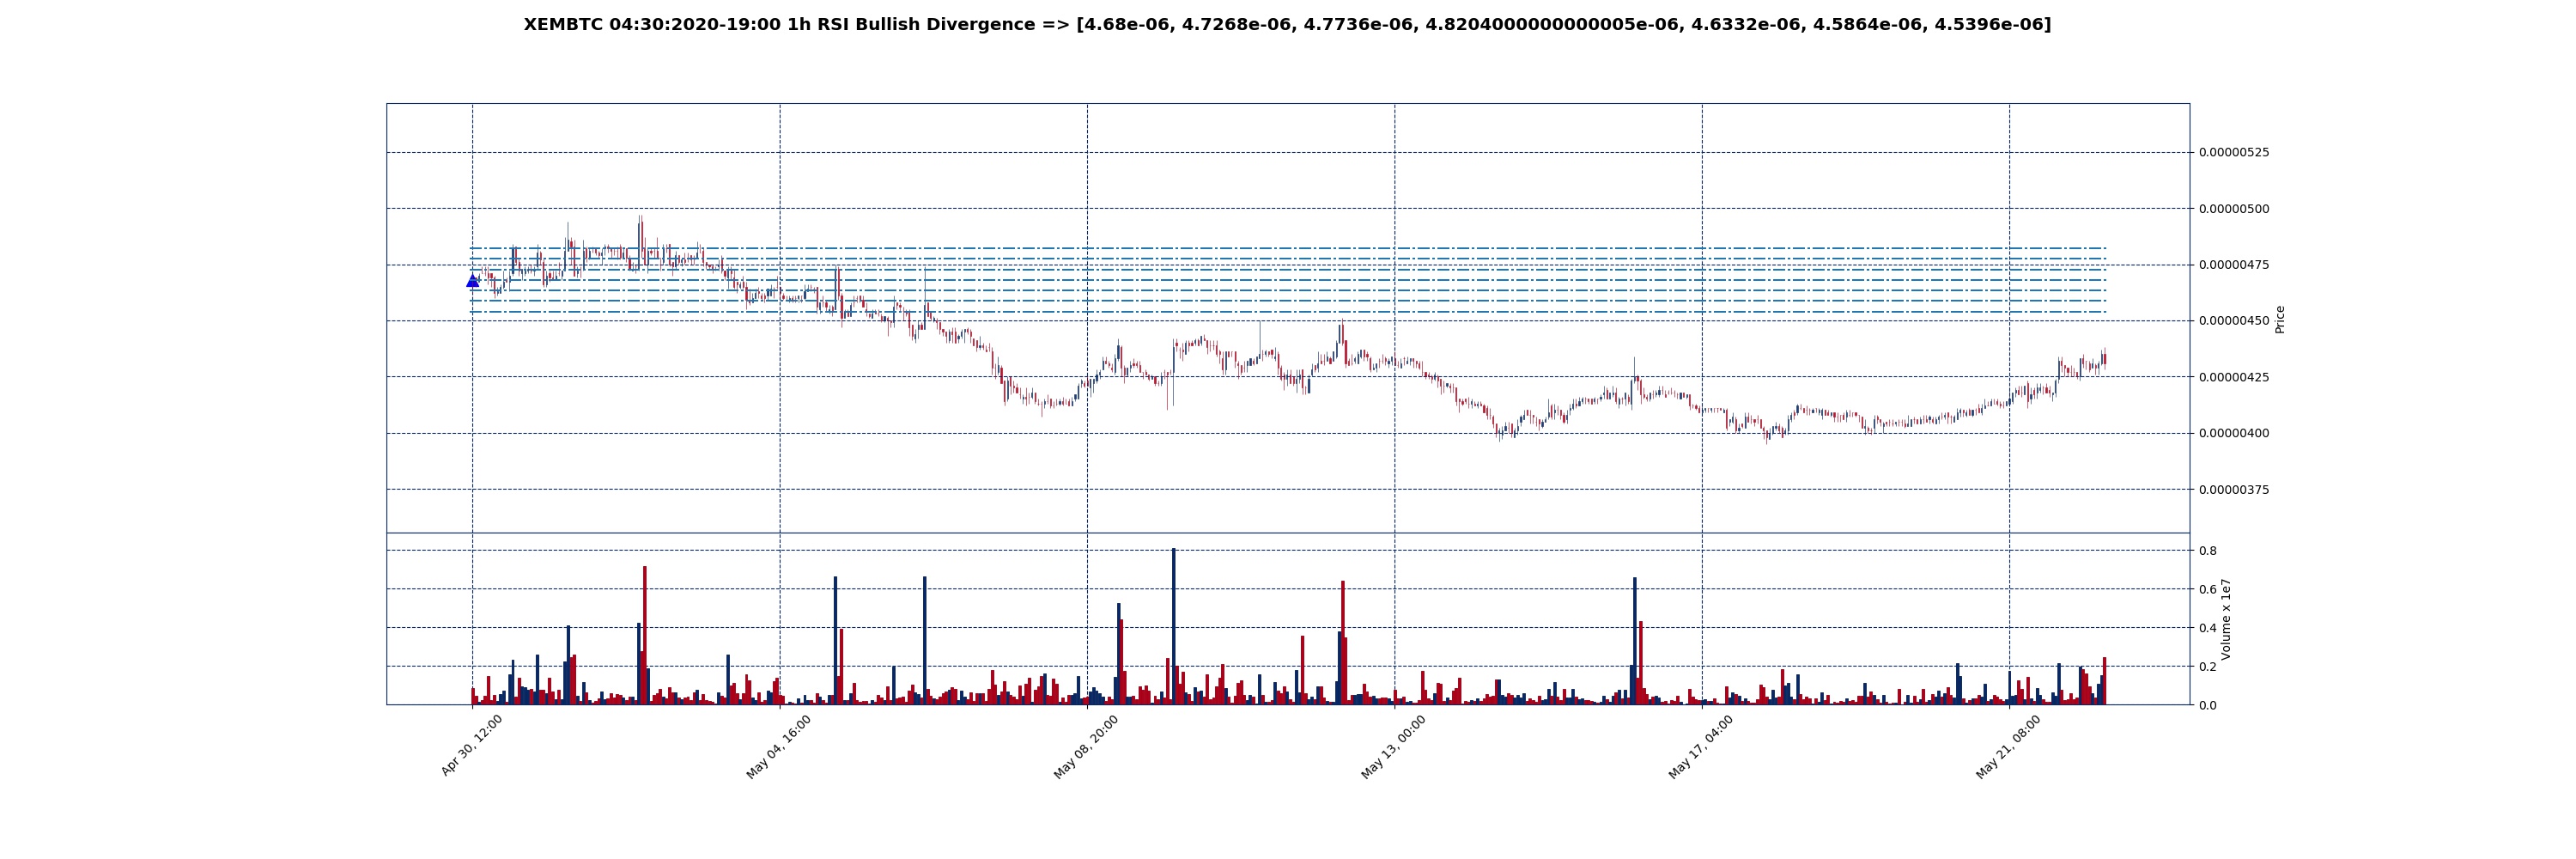 XEMBTC 04:30:2020-19:00 1h RSI Bullish Divergence => [4.68e-06, 4.7268e-06, 4.7736e-06, 4.8204000000000005e-06, 4.6332e-06, 4.5864e-06, 4.5396e-06]
0.00000525
0.00000500
0.00000475
0.00000450
0.00000425
0.00000400
0.00000375
Price
0.8
0.6
0.4
0.2
0.0
Volume x 1e7
Apr 30, 12:00
May 04, 16:00
May 08, 20:00
May 13, 00:00
May 17, 04:00
May 21, 08:00